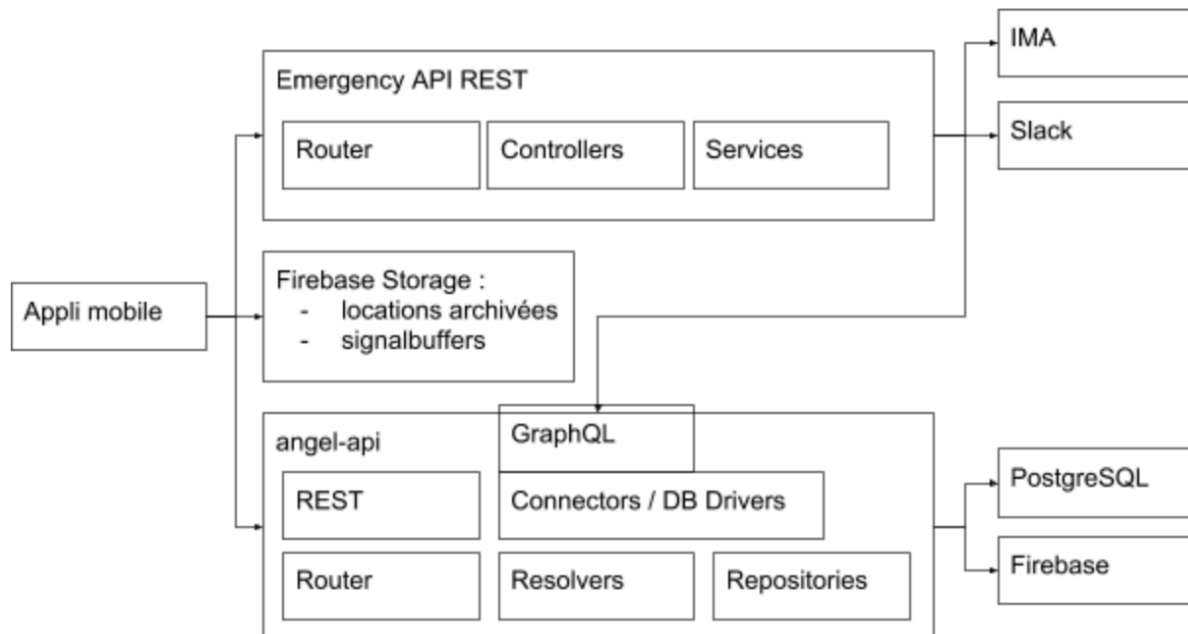 IMA
Emergency API REST
Slack
Router
Controllers
Services
Firebase Storage :
- locations archivées
- signalbuffers
Appli mobile
angel-api
GraphQL
REST
Connectors / DB Drivers
PostgreSQL
Router
Resolvers
Repositories
Firebase